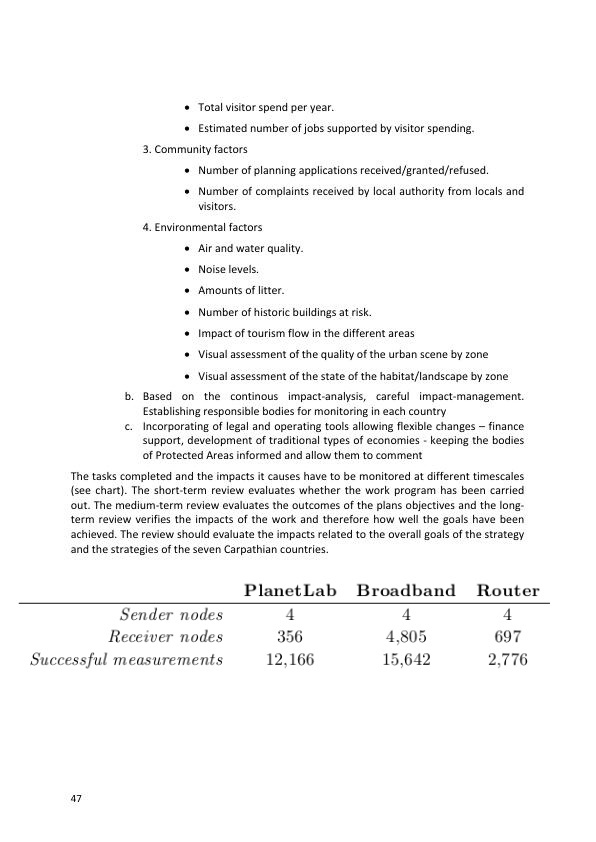 • Total visitor spend per year.
• Estimated number of jobs supported by visitor spending.
3. Community factors
• Number of planning applications received/granted/refused.
• Number of complaints received by local authority from locals and
visitors.
4. Environmental factors
• Air and water quality.
• Noise levels.
• Amounts of litter.
• Number of historic buildings at risk.
• Impact of tourism flow in the different areas
• Visual assessment of the quality of the urban scene by zone
• Visual assessment of the state of the habitat/landscape by zone
b. Based on the continous impact-analysis, careful impact-management.
Establishing responsible bodies for monitoring in each country
c. Incorporating of legal and operating tools allowing flexible changes – finance
support, development of traditional types of economies - keeping the bodies
of Protected Areas informed and allow them to comment
The tasks completed and the impacts it causes have to be monitored at different timescales
(see chart). The short-term review evaluates whether the work program has been carried
out. The medium-term review evaluates the outcomes of the plans objectives and the long-
term review verifies the impacts of the work and therefore how well the goals have been
achieved. The review should evaluate the impacts related to the overall goals of the strategy
and the strategies of the seven Carpathian countries.
PlanetLab Broadband Router
Sender nodes 4 4 4
Receiver nodes 356 4,805 697
Successful measurements 12,166 15,642 2,776
47